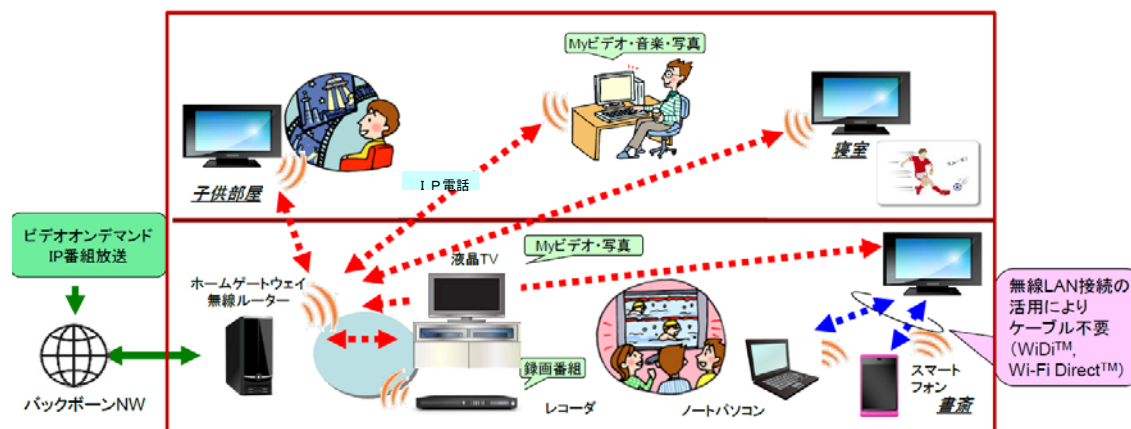 Myビデオ・音楽・写真
子供部屋
IP電話
寝室
ビデオオンデマンド
IP番組放送
ホームゲートウェイ
無線ルーター
液晶TV
Myビデオ・写真
無線LAN接続の
活用により
ケーブル不要
(WiDi™,
Wi-Fi Direct™)
録画番組
バックボーンNW
レコーダ
ノートパソコン
スマート
フォン
書斎